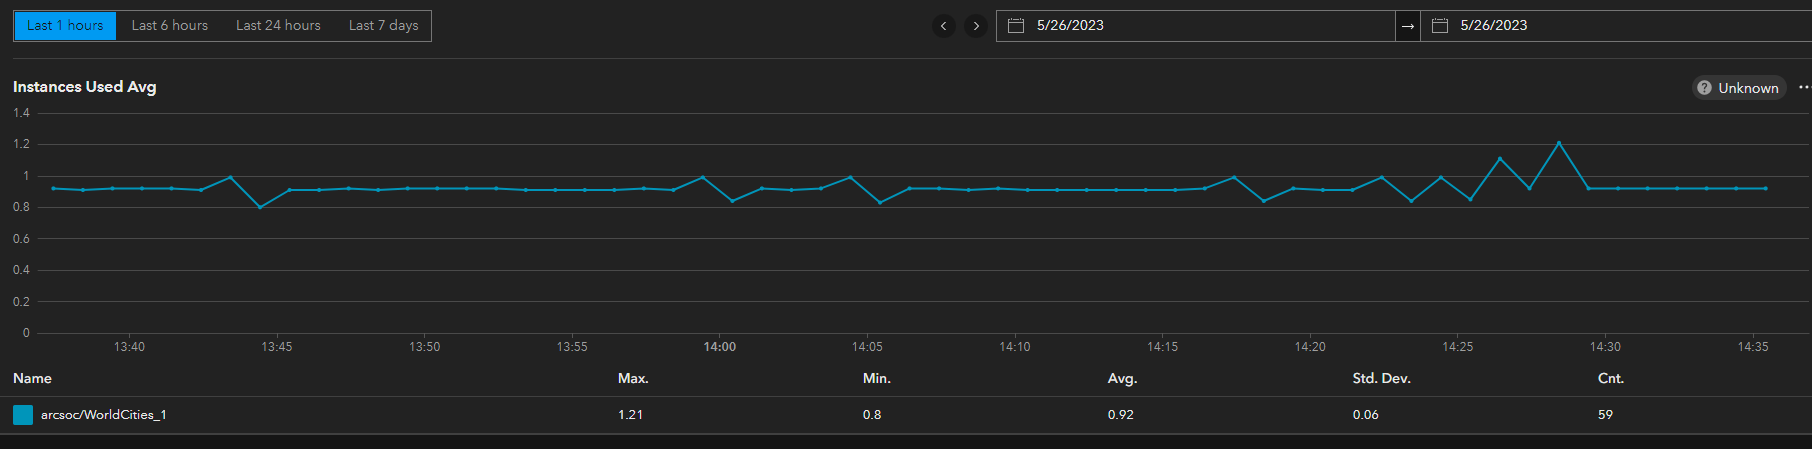 Last 1 hours Last 6 hours Last 24 hours Last 7 days 5/26/2023 → 5/26/2023
Instances Used Avg ? Unknown ...
1.4
1.2
1
0.8
0.6
0.4
0.2
0
13:40 13:45 13:50 13:55 14:00 14:05 14:10 14:15 14:20 14:25 14:30 14:35
Name Max. Min. Avg. Std. Dev. Cnt.
arcsoc/WorldCities_1 1.21 0.8 0.92 0.06 59